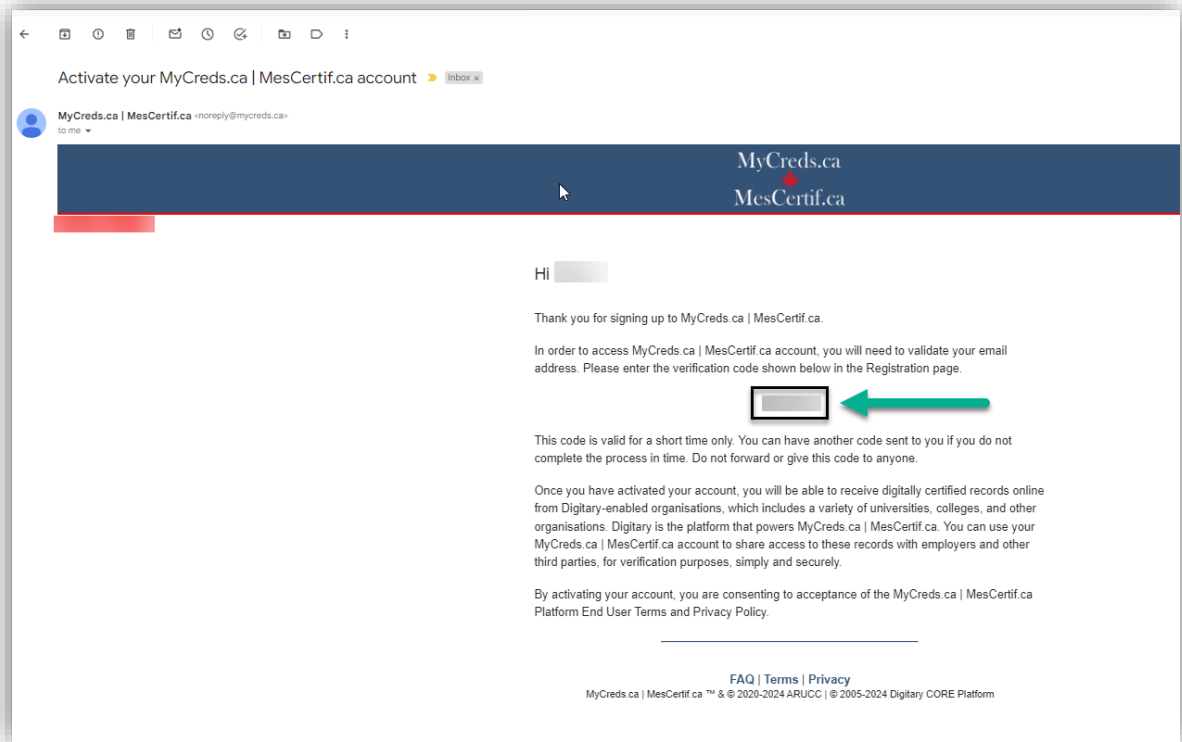 Activate your MyCreds.ca | MesCertif.ca account Inbox x
MyCreds.ca | MesCertif.ca <noreply@mycreds.ca>
to me
MyCreds.ca
MesCertif.ca
Hi
Thank you for signing up to MyCreds.ca | MesCertif.ca.
In order to access MyCreds.ca | MesCertif.ca account, you will need to validate your email
address. Please enter the verification code shown below in the Registration page.
This code is valid for a short time only. You can have another code sent to you if you do not
complete the process in time. Do not forward or give this code to anyone.
Once you have activated your account, you will be able to receive digitally certified records online
from Digitary-enabled organisations, which includes a variety of universities, colleges, and other
organisations. Digitary is the platform that powers MyCreds.ca | MesCertif.ca. You can use your
MyCreds.ca | MesCertif.ca account to share access to these records with employers and other
third parties, for verification purposes, simply and securely.
By activating your account, you are consenting to acceptance of the MyCreds.ca | MesCertif.ca
Platform End User Terms and Privacy Policy.
FAQ | Terms | Privacy
MyCreds.ca | MesCertif.ca ™ & © 2020-2024 ARUCC | © 2005-2024 Digitary CORE Platform